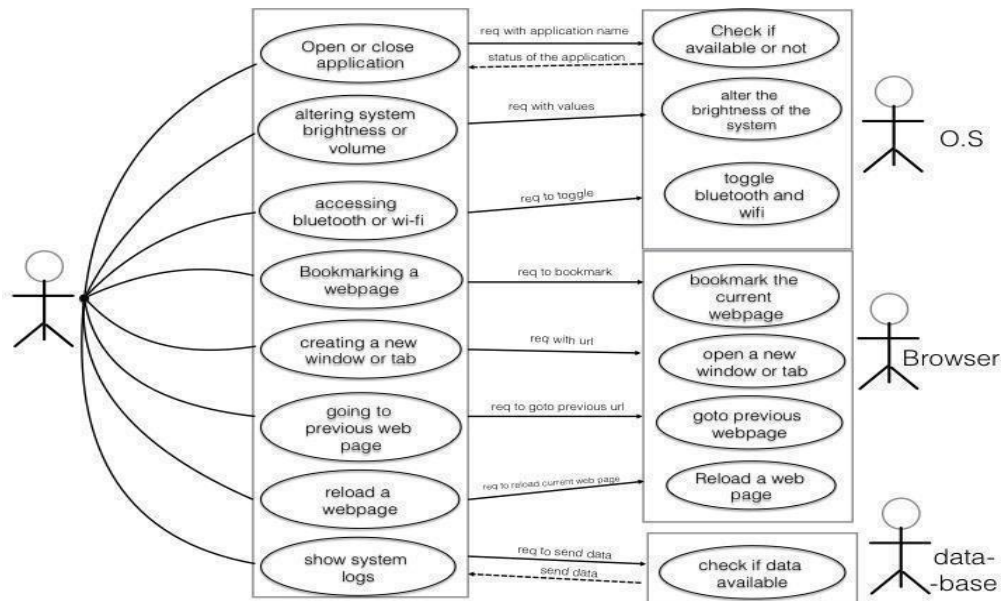 Open or close
application
req with application name
status of the application
Check if
available or not
altering system
brightness or
volume
req with values
alter the
brightness of the
system
O.S
accessing
bluetooth or wi-fi
req to toggle
toggle
bluetooth and
wifi
Bookmarking a
webpage
req to bookmark
bookmark the
current
webpage
creating a new
window or tab
req with url
open a new
window or tab
Browser
going to
previous web
page
req to goto previous url
goto previous
webpage
reload a
webpage
req to reload current web page
Reload a web
page
show system
logs
req to send data
send data
check if data
available
data-
-base